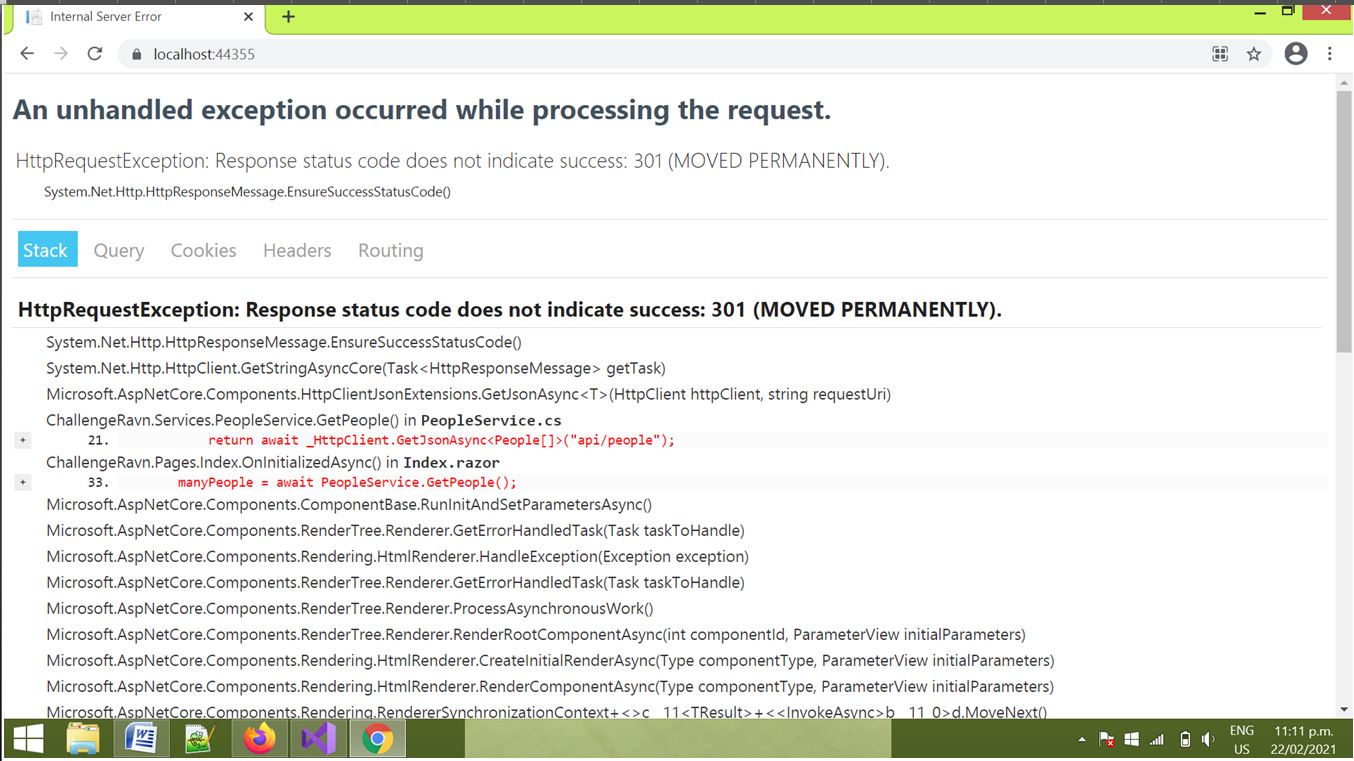 Internal Server Error
localhost:44355
An unhandled exception occurred while processing the request.
HttpRequestException: Response status code does not indicate success: 301 (MOVED PERMANENTLY).
System.Net.Http.HttpResponseMessage.EnsureSuccessStatusCode()
Stack Query Cookies Headers Routing
HttpRequestException: Response status code does not indicate success: 301 (MOVED PERMANENTLY).
System.Net.Http.HttpResponseMessage.EnsureSuccessStatusCode()
System.Net.Http.HttpClient.GetStringAsyncCore(Task<HttpResponseMessage> getTask)
Microsoft.AspNetCore.Components.HttpClientJsonExtensions.GetJsonAsync<T>(HttpClient httpClient, string requestUri)
ChallengeRavn.Services.PeopleService.GetPeople() in PeopleService.cs
+ 21. return await _HttpClient.GetJsonAsync<People[]>("api/people");
ChallengeRavn.Pages.Index.OnInitializedAsync() in Index.razor
+ 33. manyPeople = await PeopleService.GetPeople();
Microsoft.AspNetCore.Components.ComponentBase.RunInitAndSetParametersAsync()
Microsoft.AspNetCore.Components.RenderTree.Renderer.GetErrorHandledTask(Task taskToHandle)
Microsoft.AspNetCore.Components.Rendering.HtmlRenderer.HandleException(Exception exception)
Microsoft.AspNetCore.Components.RenderTree.Renderer.GetErrorHandledTask(Task taskToHandle)
Microsoft.AspNetCore.Components.RenderTree.Renderer.ProcessAsynchronousWork()
Microsoft.AspNetCore.Components.RenderTree.Renderer.RenderRootComponentAsync(int componentId, ParameterView initialParameters)
Microsoft.AspNetCore.Components.Rendering.HtmlRenderer.CreateInitialRenderAsync(Type componentType, ParameterView initialParameters)
Microsoft.AspNetCore.Components.Rendering.HtmlRenderer.RenderComponentAsync(Type componentType, ParameterView initialParameters)
Microsoft.AspNetCore.Components.Rendering.RendererSynchronizationContext+<>c__11<TResult>+<<InvokeAsync>b__11_0>d.MoveNext()
ENG 11:11 p.m.
US 22/02/2021